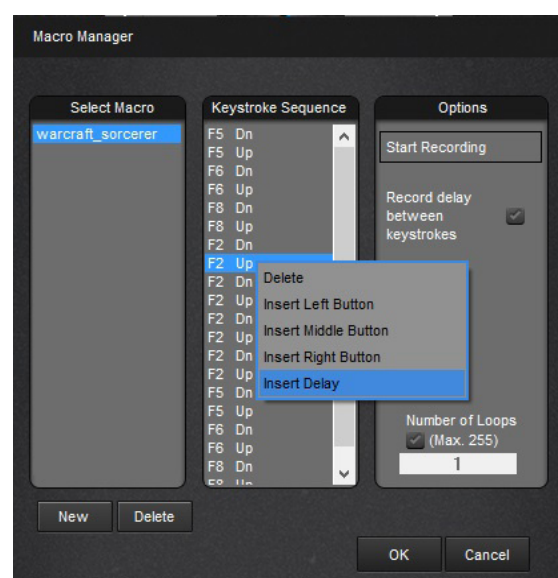 Macro Manager
Select Macro
warcraft_sorcerer
New
Delete
Keystroke Sequence
F5 Dn
F5 Up
F6 Dn
F6 Up
F8 Dn
F8 Up
F2 Dn
F2 Up
F2 Dn
F2 Up
F2 Dn
F2 Up
F2 Dn
F2 Up
F5 Dn
F5 Up
F6 Dn
F6 Up
F8 Dn
F8 Up
Delete
Insert Left Button
Insert Middle Button
Insert Right Button
Insert Delay
Options
Start Recording
Record delay
between
keystrokes
Number of Loops
(Max. 255)
1
OK
Cancel